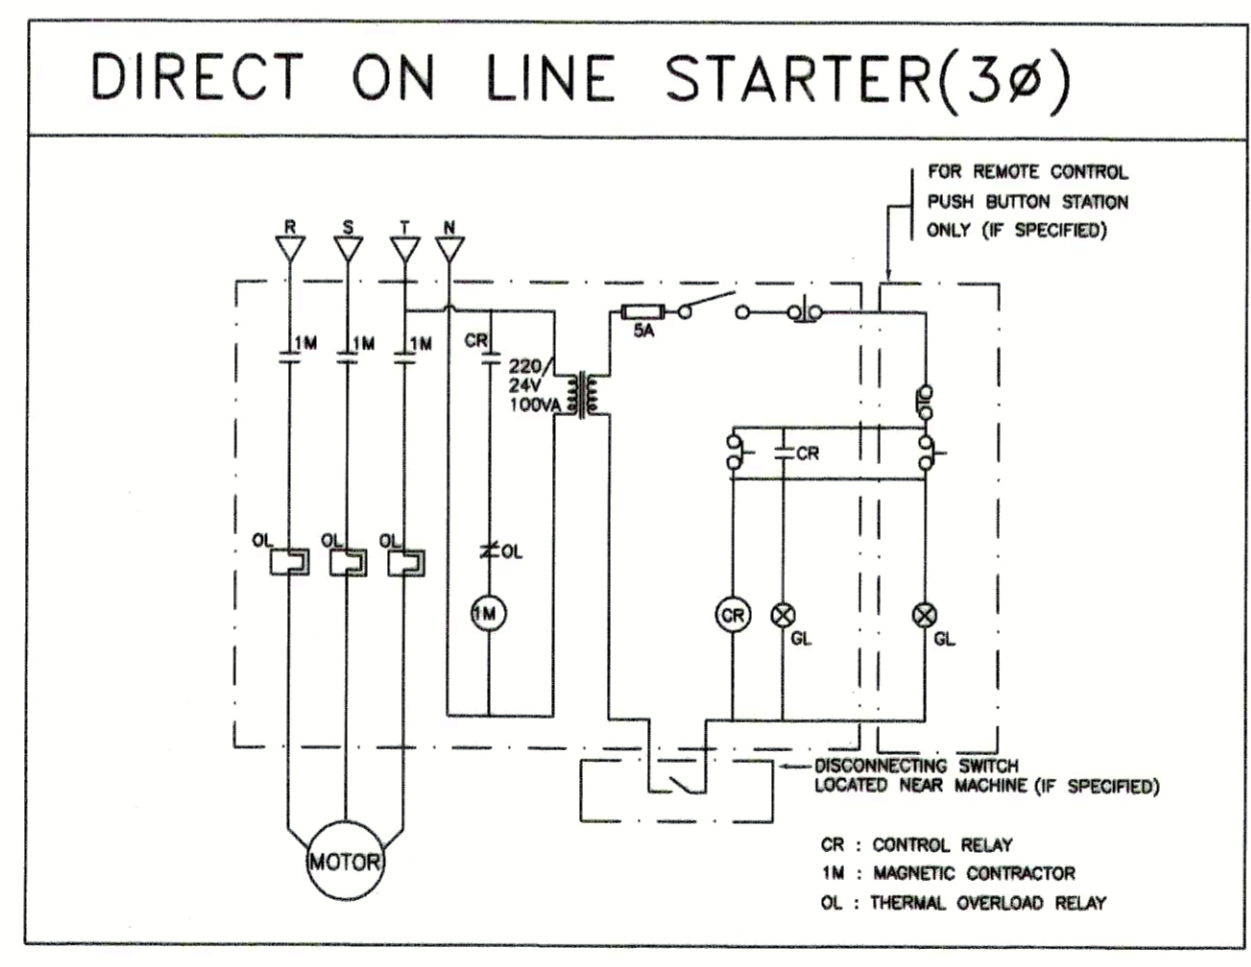 DIRECT ON LINE STARTER(3ø)
FOR REMOTE CONTROL
PUSH BUTTON STATION
ONLY (IF SPECIFIED)
R S T N
1M 1M 1M CR
5A
220/
24V
100VA
CR
OL OL OL OL
1M CR
GL GL
DISCONNECTING SWITCH
LOCATED NEAR MACHINE (IF SPECIFIED)
MOTOR
CR : CONTROL RELAY
1M : MAGNETIC CONTRACTOR
OL : THERMAL OVERLOAD RELAY